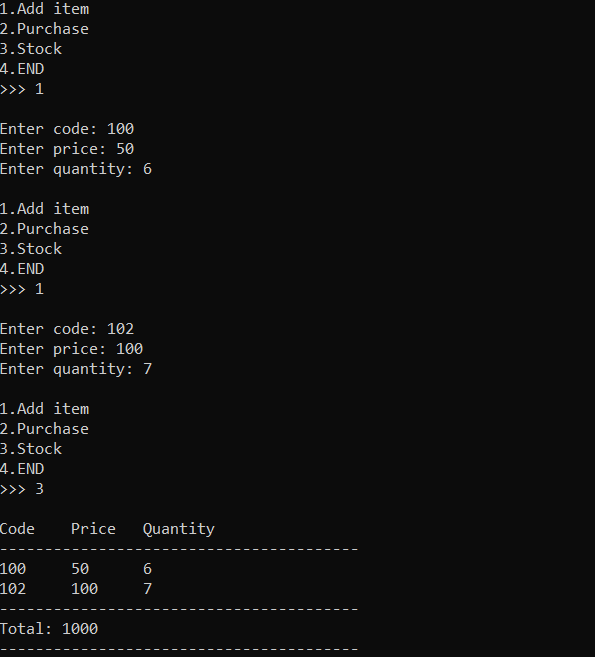 1.Add item
2.Purchase
3.Stock
4.END
>>> 1
Enter code: 100
Enter price: 50
Enter quantity: 6
1.Add item
2.Purchase
3.Stock
4.END
>>> 1
Enter code: 102
Enter price: 100
Enter quantity: 7
1.Add item
2.Purchase
3.Stock
4.END
>>> 3
Code    Price   Quantity
----------------------------------------
100     50      6
102     100     7
----------------------------------------
Total: 1000
----------------------------------------